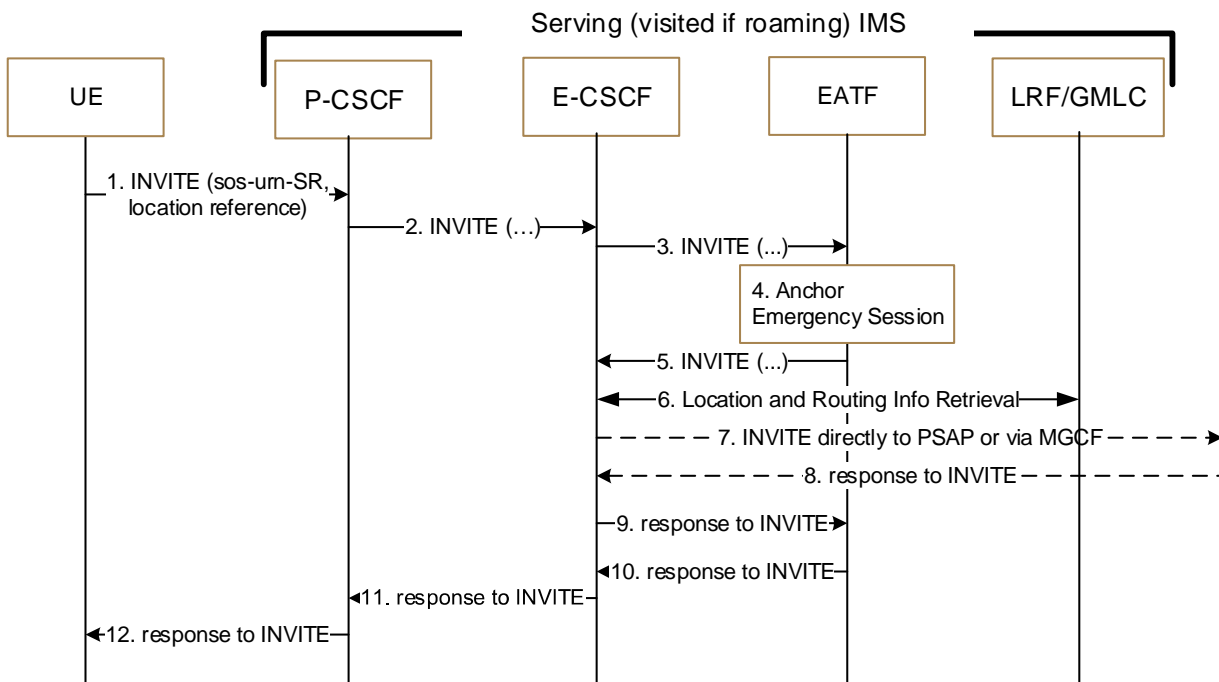 Serving (visited if roaming) IMS
UE
P-CSCF
E-CSCF
EATF
LRF/GMLC
1. INVITE (sos-urn-SR,
location reference)
2. INVITE (…)
3. INVITE (...)
4. Anchor
Emergency Session
5. INVITE (...)
6. Location and Routing Info Retrieval
7. INVITE directly to PSAP or via MGCF
8. response to INVITE
9. response to INVITE
10. response to INVITE
11. response to INVITE
12. response to INVITE